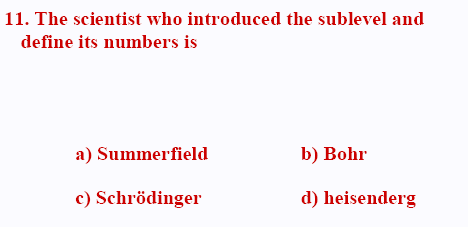 11. The scientist who introduced the sublevel and
define its numbers is
a) Summerfield b) Bohr
c) Schrödinger d) heisenderg